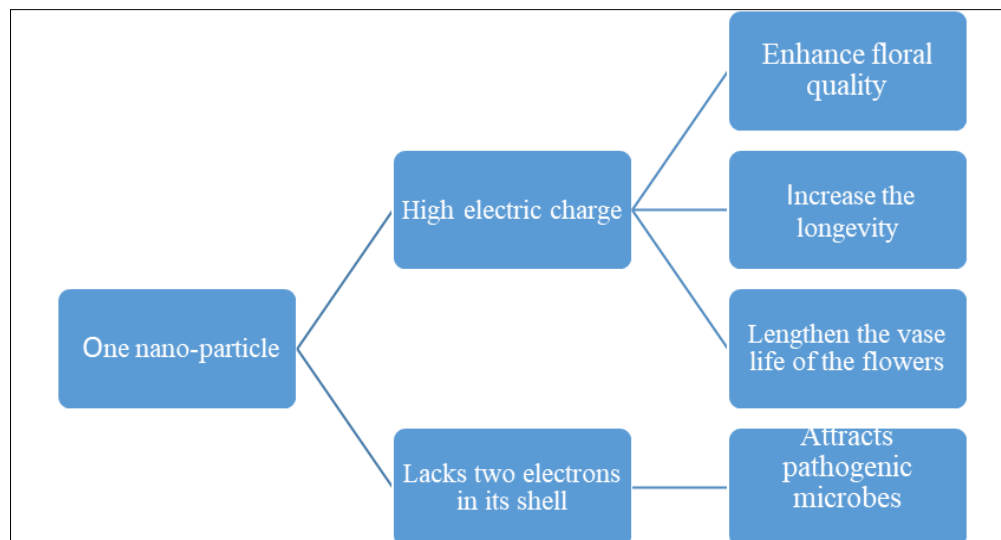 One nano-particle
High electric charge
Enhance floral
quality
Increase the
longevity
Lengthen the vase
life of the flowers
Lacks two electrons
in its shell
Attracts
pathogenic
microbes